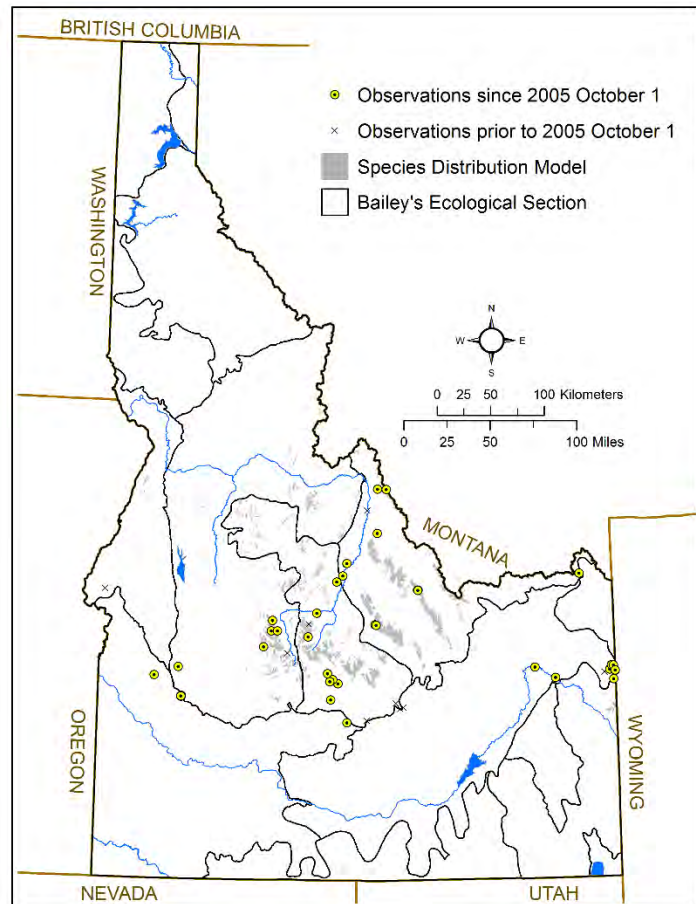 BRITISH COLUMBIA
Observations since 2005 October 1
Observations prior to 2005 October 1
Species Distribution Model
Bailey's Ecological Section
WASHINGTON
N
W E
S
0 25 50 100 Kilometers
0 25 50 100 Miles
MONTANA
OREGON
WYOMING
NEVADA UTAH